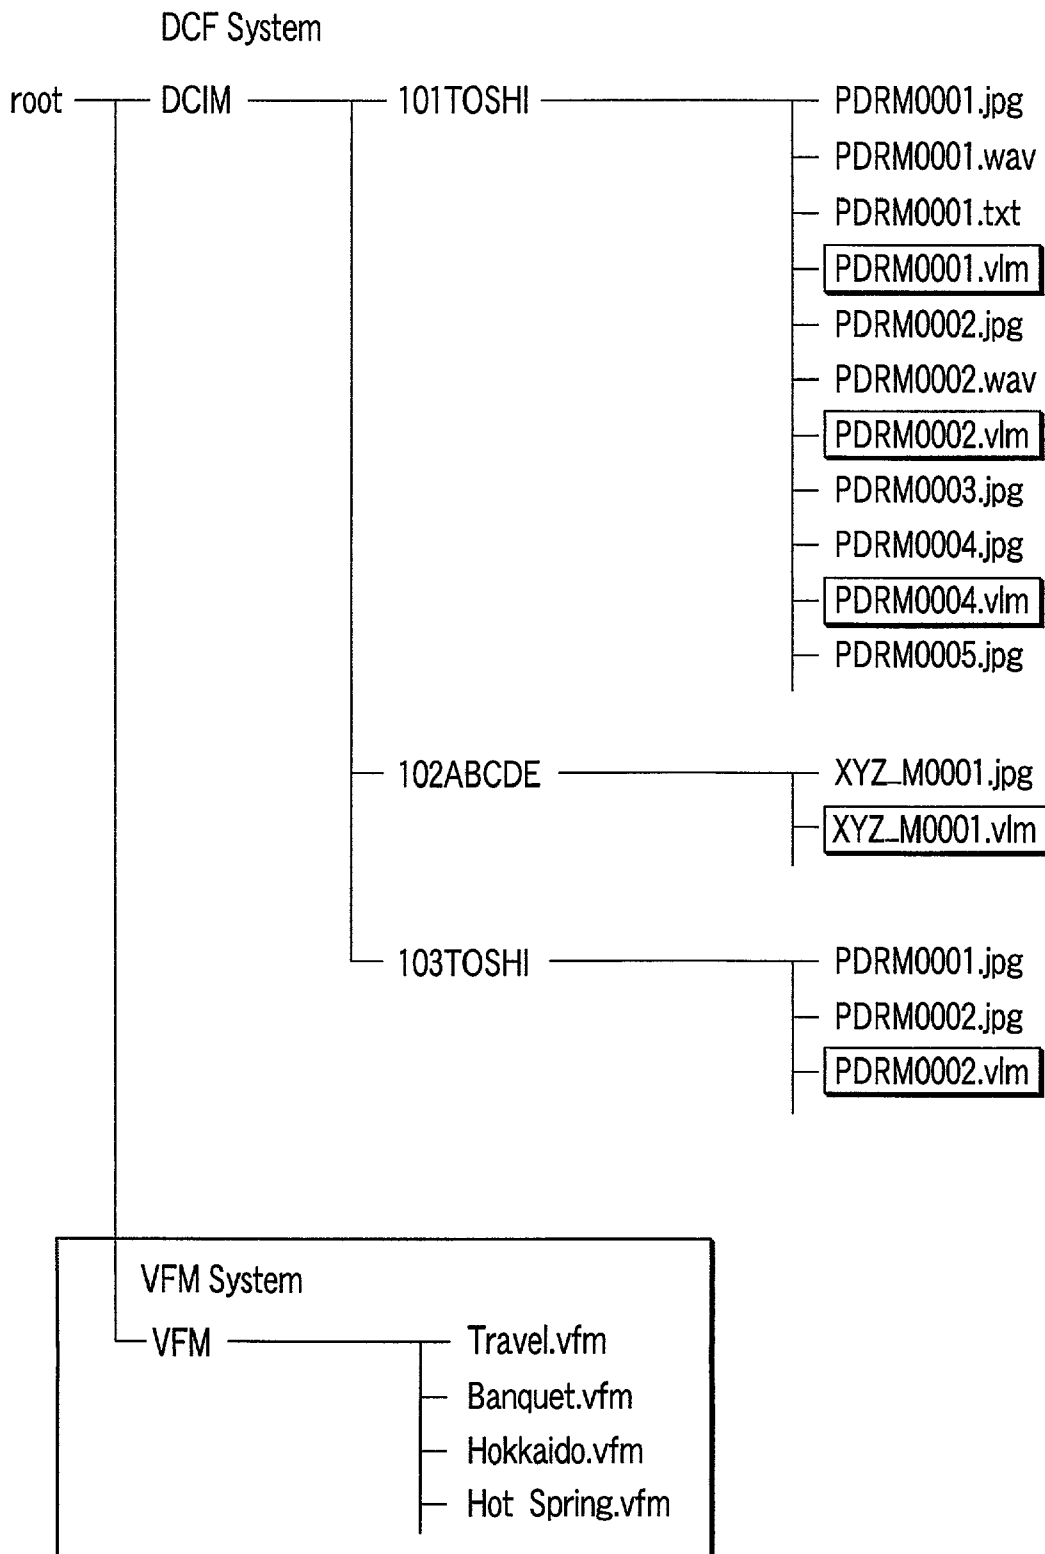 DCF System
root DCIM 101TOSHI PDRM0001.jpg
PDRM0001.wav
PDRM0001.txt
PDRM0001.vlm
PDRM0002.jpg
PDRM0002.wav
PDRM0002.vlm
PDRM0003.jpg
PDRM0004.jpg
PDRM0004.vlm
PDRM0005.jpg
102ABCDE XYZ_M0001.jpg
XYZ_M0001.vlm
103TOSHI PDRM0001.jpg
PDRM0002.jpg
PDRM0002.vlm
VFM System
VFM Travel.vfm
Banquet.vfm
Hokkaido.vfm
Hot Spring.vfm